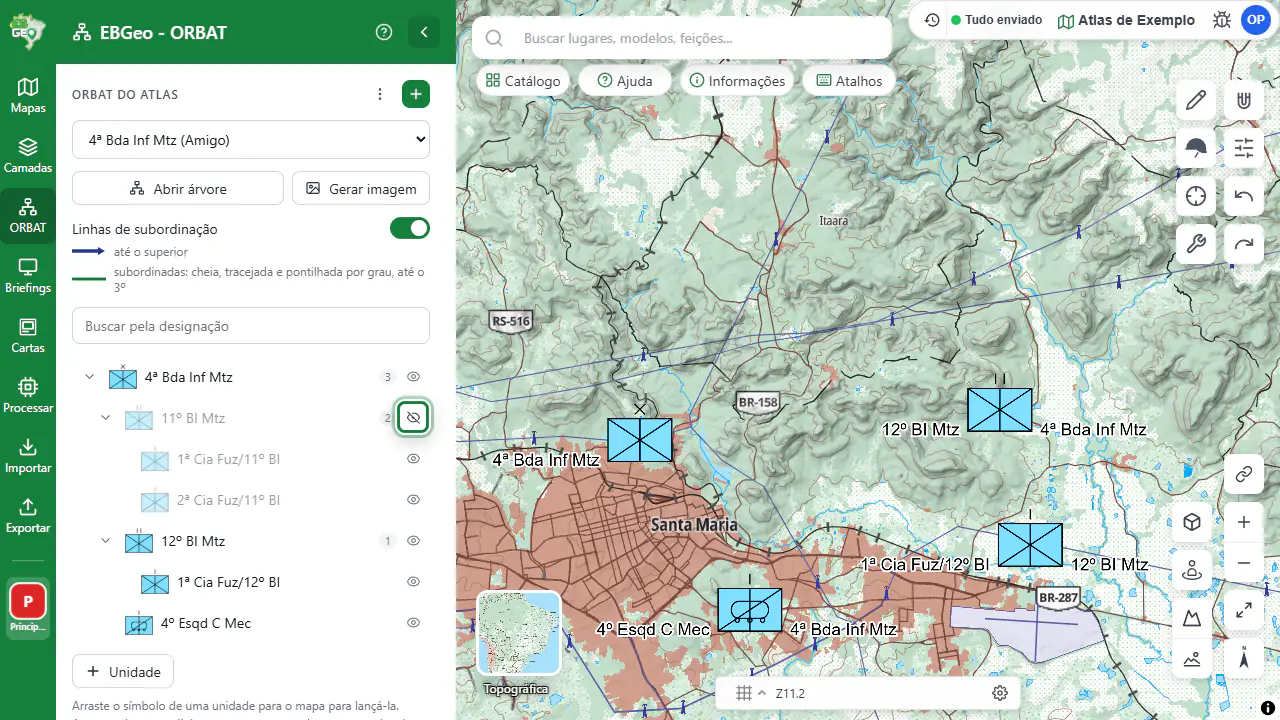 GEO
EBGeo - ORBAT
Mapas
Camadas
ORBAT
Briefings
Cartas
Processar
Importar
Exportar
P
Princip...
ORBAT DO ATLAS
4ª Bda Inf Mtz (Amigo)
Abrir árvore
Gerar imagem
Linhas de subordinação
até o superior
subordinadas: cheia, tracejada e pontilhada por grau, até o
3º
Buscar pela designação
4ª Bda Inf Mtz
3
11º BI Mtz
2
1ª Cia Fuz/11º BI
2ª Cia Fuz/11º BI
12º BI Mtz
1
1ª Cia Fuz/12º BI
4º Esqd C Mec
Unidade
Arraste o símbolo de uma unidade para o mapa para lançá-la.
Buscar lugares, modelos, feições...
Tudo enviado
Atlas de Exemplo
OP
Catálogo
Ajuda
Informações
Atalhos
Itaara
RS-516
BR-158
12º BI Mtz
4ª Bda Inf Mtz
4ª Bda Inf Mtz
Santa Maria
1ª Cia Fuz/12º BI
12º BI Mtz
BR-287
4º Esqd C Mec
4ª Bda Inf Mtz
Topográfica
Z11.2
N